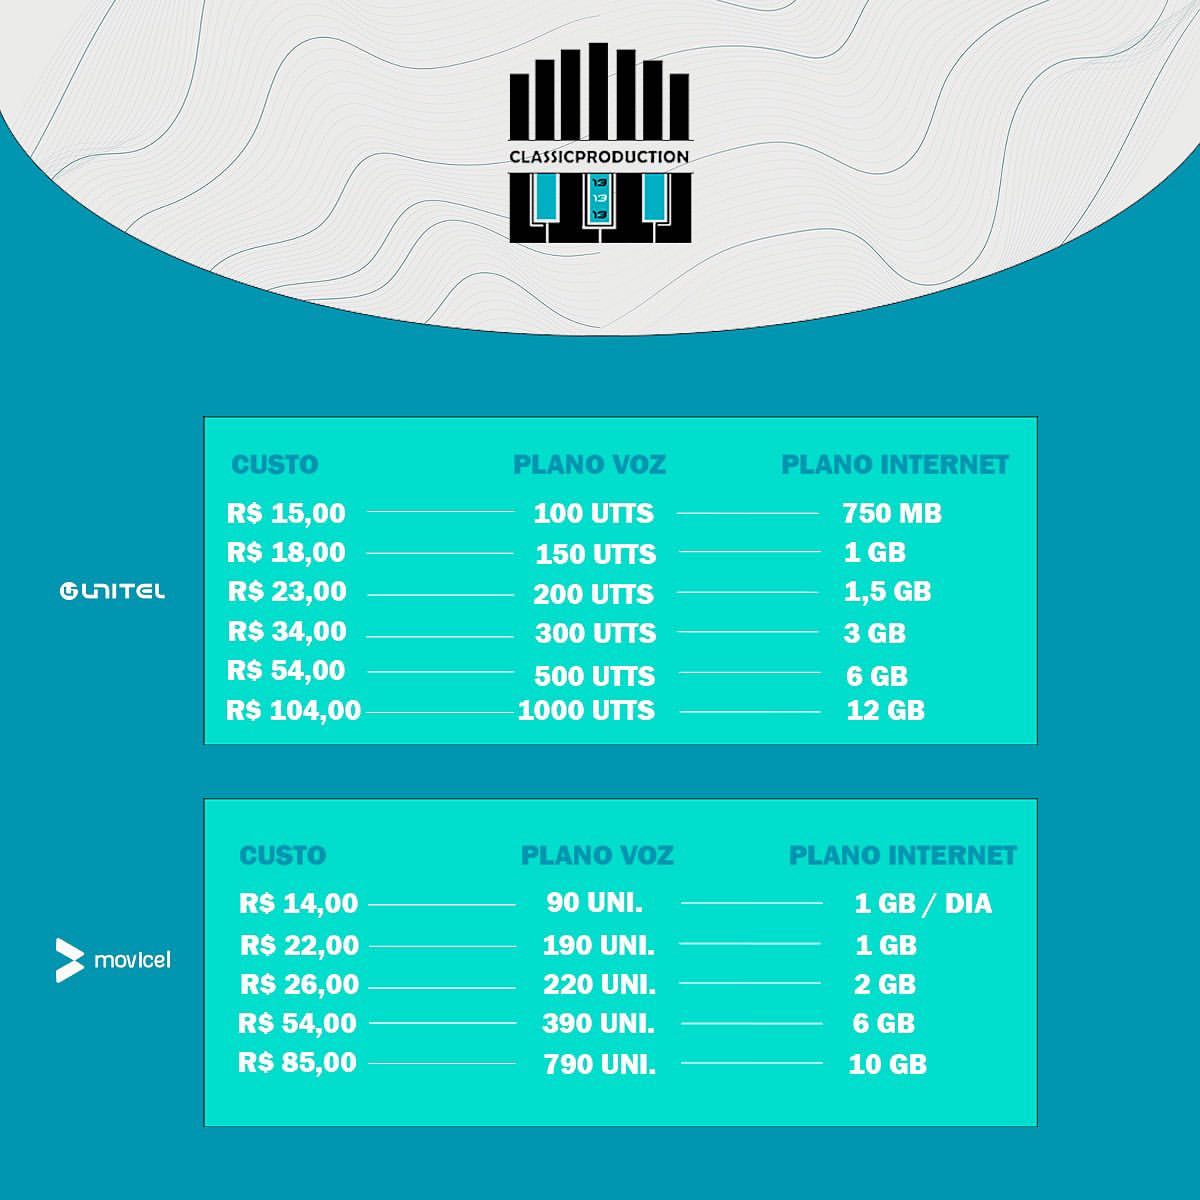 CLASSICPRODUCTION
13
13
13
CUSTO PLANO VOZ PLANO INTERNET
R$ 15,00 100 UTTS 750 MB
R$ 18,00 150 UTTS 1 GB
R$ 23,00 200 UTTS 1,5 GB
UNITEL
R$ 34,00 300 UTTS 3 GB
R$ 54,00 500 UTTS 6 GB
R$ 104,00 1000 UTTS 12 GB
CUSTO PLANO VOZ PLANO INTERNET
R$ 14,00 90 UNI. 1 GB / DIA
R$ 22,00 190 UNI. 1 GB
movicel
R$ 26,00 220 UNI. 2 GB
R$ 54,00 390 UNI. 6 GB
R$ 85,00 790 UNI. 10 GB